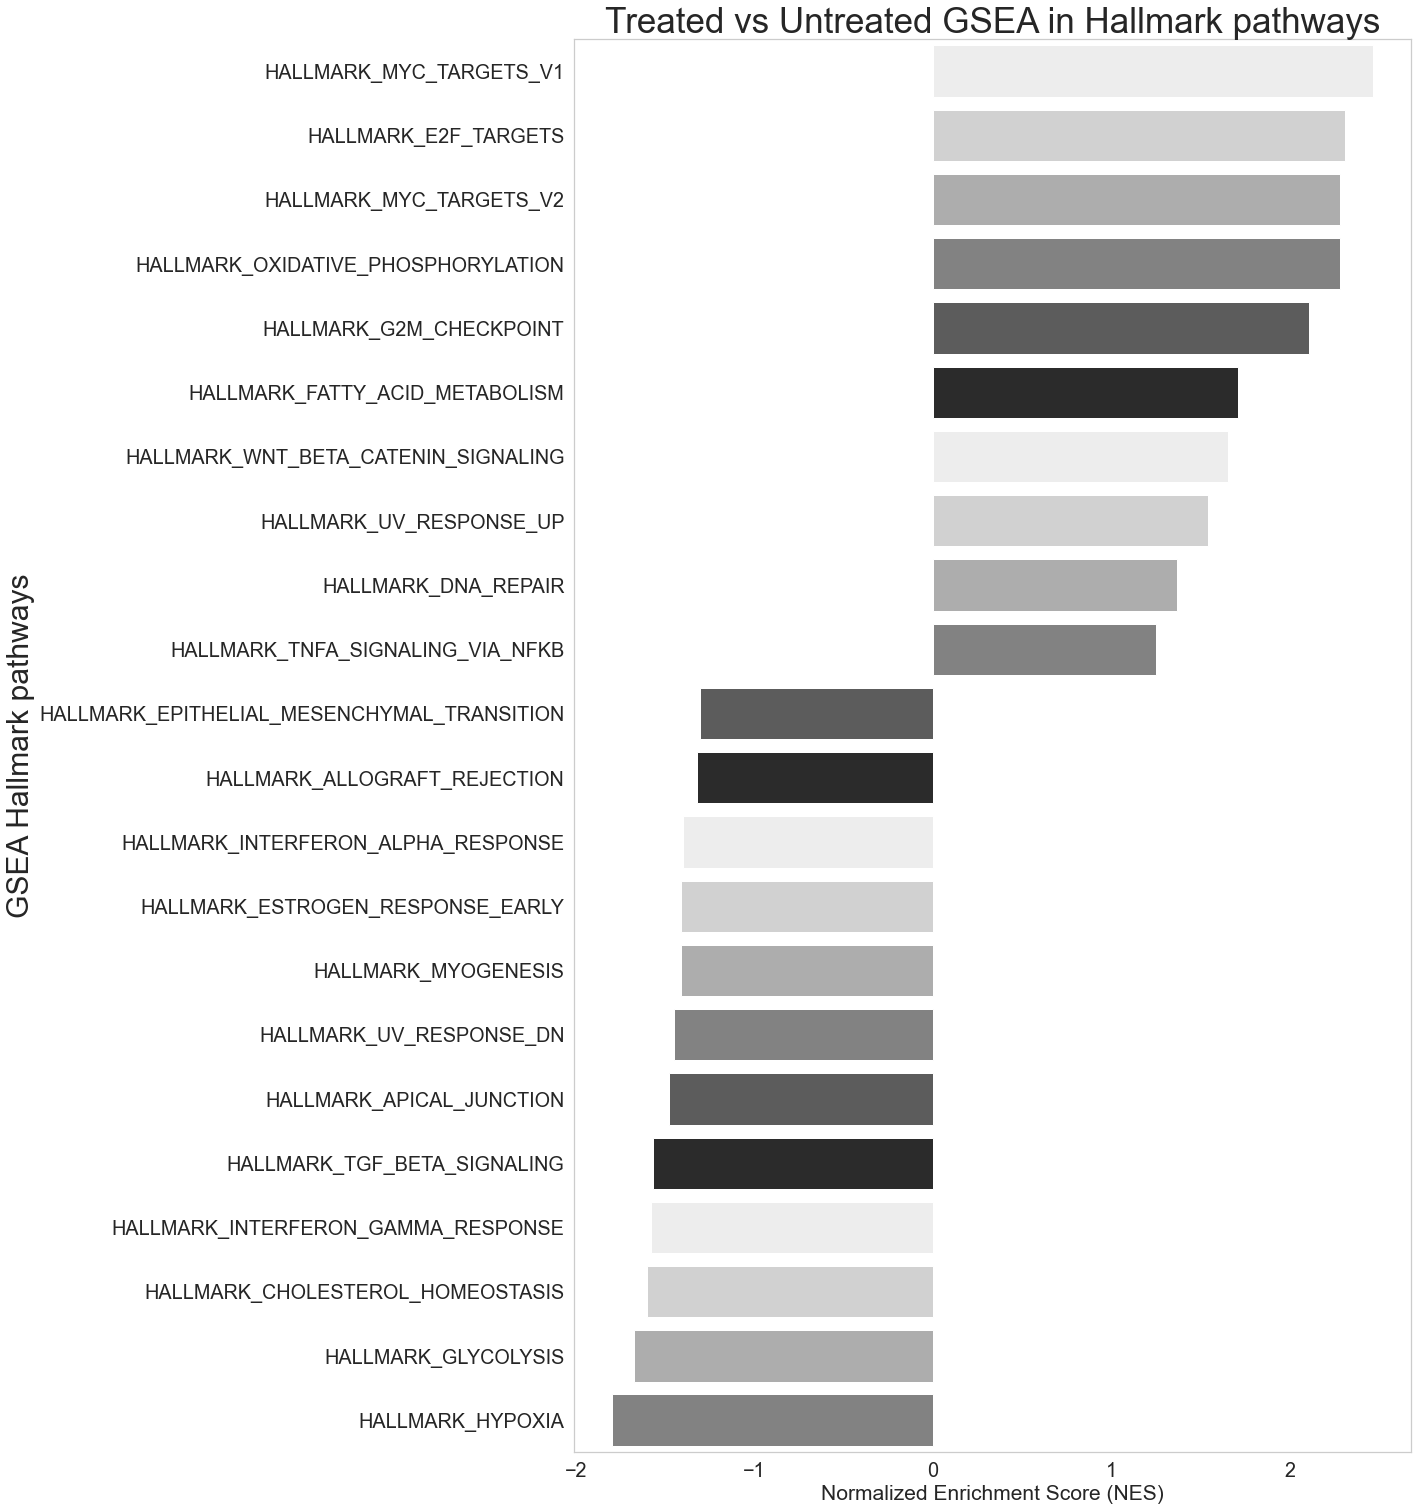 Treated vs Untreated GSEA in Hallmark pathways
GSEA Hallmark pathways
HALLMARK_MYC_TARGETS_V1
HALLMARK_E2F_TARGETS
HALLMARK_MYC_TARGETS_V2
HALLMARK_OXIDATIVE_PHOSPHORYLATION
HALLMARK_G2M_CHECKPOINT
HALLMARK_FATTY_ACID_METABOLISM
HALLMARK_WNT_BETA_CATENIN_SIGNALING
HALLMARK_UV_RESPONSE_UP
HALLMARK_DNA_REPAIR
HALLMARK_TNFA_SIGNALING_VIA_NFKB
HALLMARK_EPITHELIAL_MESENCHYMAL_TRANSITION
HALLMARK_ALLOGRAFT_REJECTION
HALLMARK_INTERFERON_ALPHA_RESPONSE
HALLMARK_ESTROGEN_RESPONSE_EARLY
HALLMARK_MYOGENESIS
HALLMARK_UV_RESPONSE_DN
HALLMARK_APICAL_JUNCTION
HALLMARK_TGF_BETA_SIGNALING
HALLMARK_INTERFERON_GAMMA_RESPONSE
HALLMARK_CHOLESTEROL_HOMEOSTASIS
HALLMARK_GLYCOLYSIS
HALLMARK_HYPOXIA
−2 −1 0 1 2
Normalized Enrichment Score (NES)